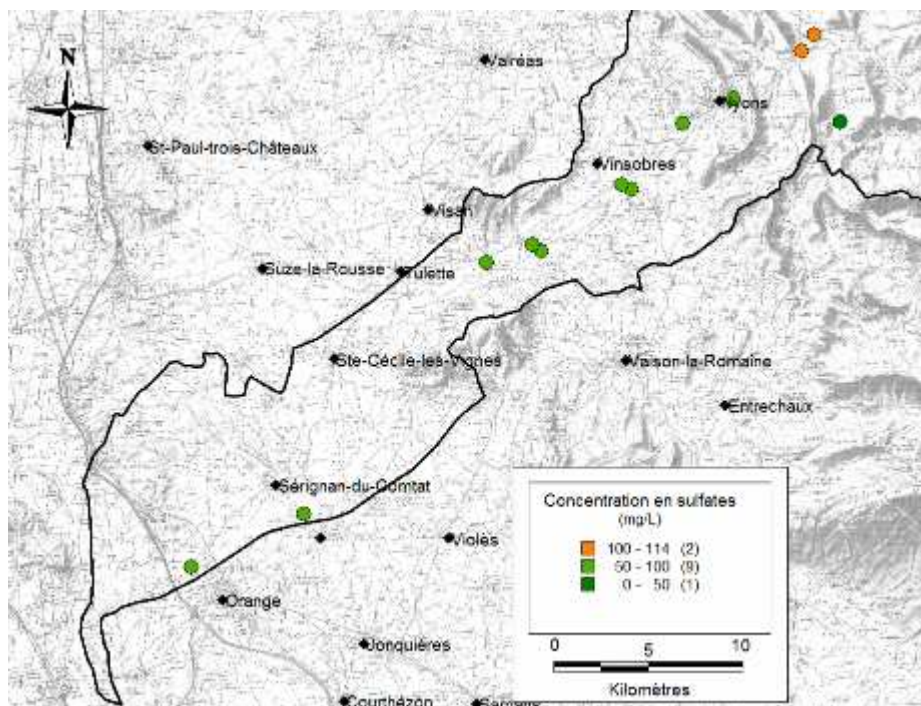 N
Valréas
Nyons
St-Paul-trois-Châteaux
Vinsobres
Visan
Suze-la-Rousse
Tulette
Ste-Cécile-les-Vignes
Vaison-la-Romaine
Entrechaux
Sérignan-du-Comtat
Violès
Orange
Jonquières
Courthézon
Concentration en sulfates
(mg/L)
100 - 114 (2)
50 - 100 (9)
0 - 50 (1)
0 5 10
Kilomètres